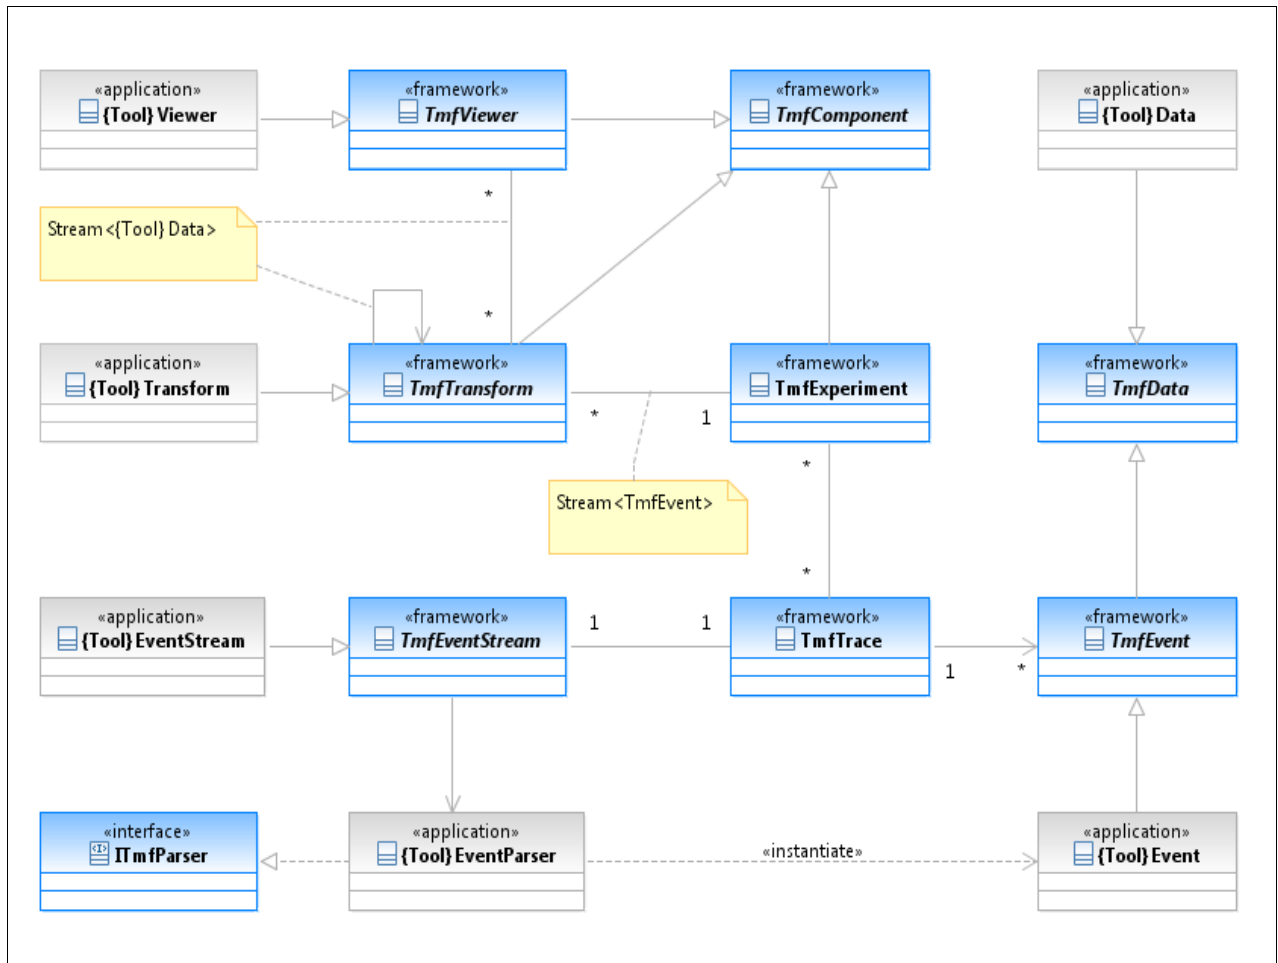 «application»
{Tool} Viewer
«framework»
TmfViewer
«framework»
TmfComponent
«application»
{Tool} Data
*
Stream<{Tool} Data>
*
«application»
{Tool} Transform
«framework»
TmfTransform
*
1
«framework»
TmfExperiment
«framework»
TmfData
*
Stream<TmfEvent>
*
«application»
{Tool} EventStream
«framework»
TmfEventStream
1
1
«framework»
TmfTrace
1
*
«framework»
TmfEvent
«interface»
ITmfParser
«application»
{Tool} EventParser
«instantiate»
«application»
{Tool} Event